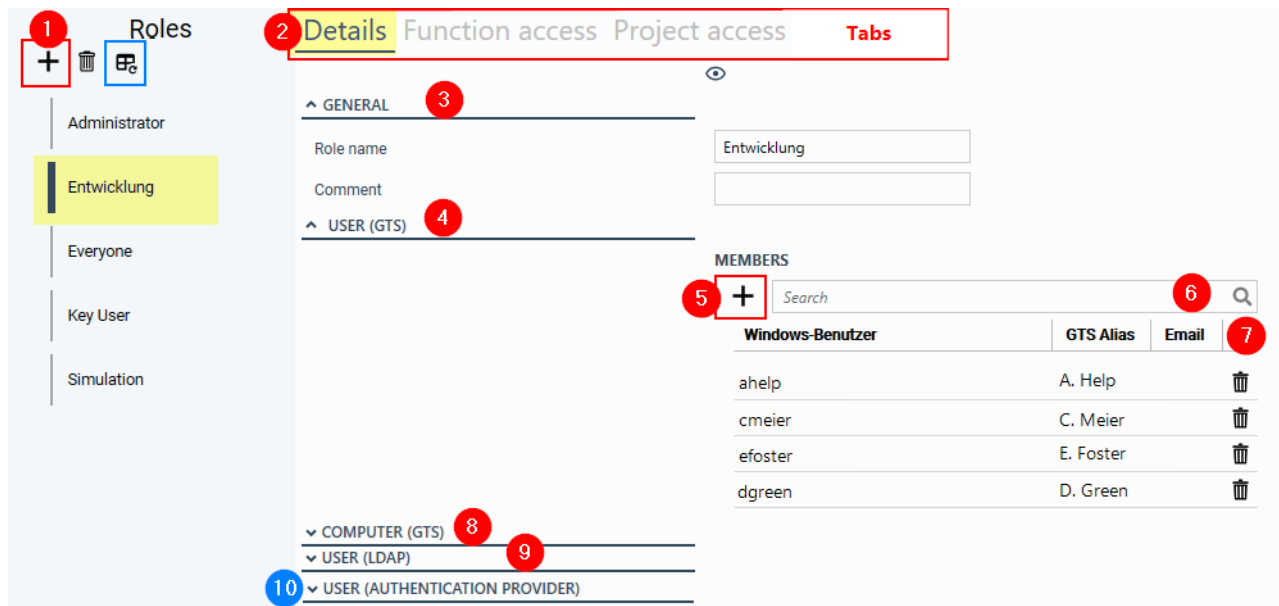 1 Roles
2 Details Function access Project access Tabs
GENERAL 3
Administrator
Role name Entwicklung
Entwicklung
Comment
USER (GTS) 4
Everyone
MEMBERS
5 Search 6
Key User
Windows-Benutzer GTS Alias Email 7
Simulation
ahelp A. Help
cmeier C. Meier
efoster E. Foster
dgreen D. Green
COMPUTER (GTS) 8
USER (LDAP) 9
10 USER (AUTHENTICATION PROVIDER)